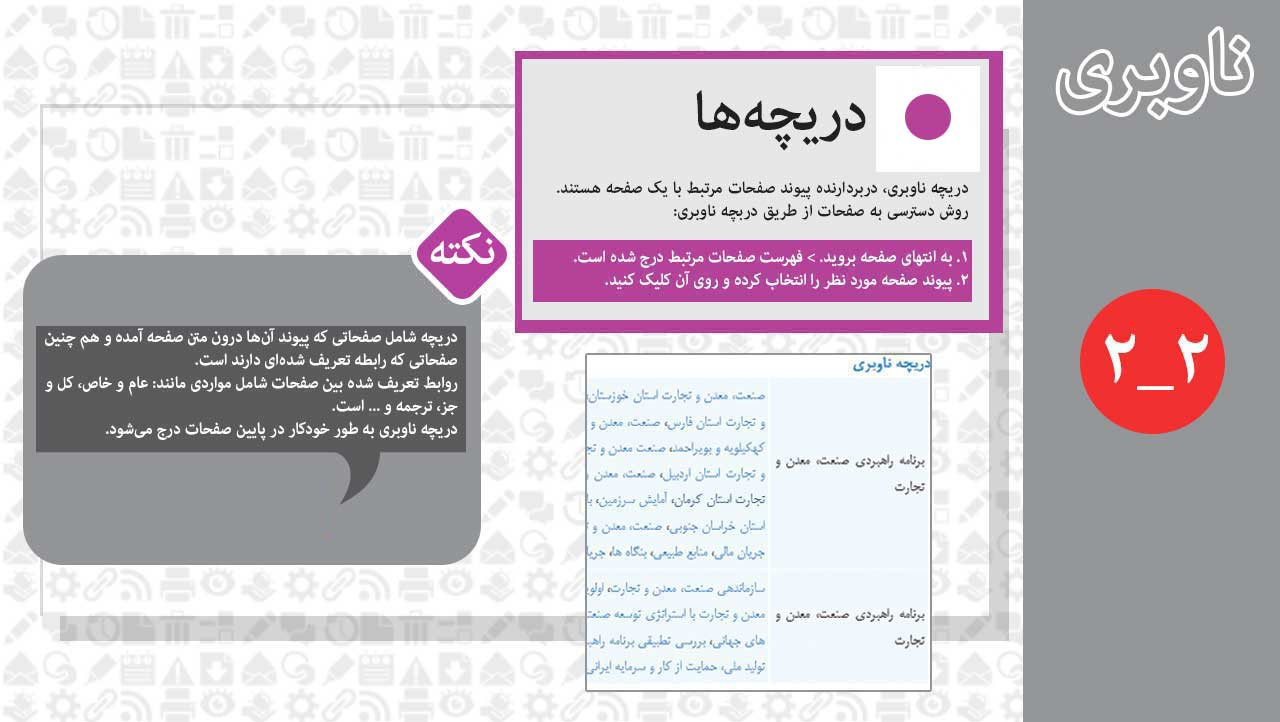 ناوبری
۲_۲
دریچه‌ها
دریچه ناوبری، دربردارنده پیوند صفحات مرتبط با یک صفحه هستند.
روش دسترسی به صفحات از طریق دریچه ناوبری:
۱. به انتهای صفحه بروید. > فهرست صفحات مرتبط درج شده است.
۲. پیوند صفحه مورد نظر را انتخاب کرده و روی آن کلیک کنید.
نکته
دریچه شامل صفحاتی که پیوند آن‌ها درون متن صفحه آمده و هم چنین
صفحاتی که رابطه تعریف شده‌ای دارند است.
روابط تعریف شده بین صفحات شامل مواردی مانند: عام و خاص، کل و
جز، ترجمه و ... است.
دریچه ناوبری به طور خودکار در پایین صفحات درج می‌شود.
دریچه ناوبری
برنامه راهبردی صنعت، معدن و
تجارت
صنعت، معدن و تجارت استان خوزستان،
و تجارت استان فارس، صنعت، معدن و
کهکیلویه و بویراحمد، صنعت معدن و
و تجارت استان اردبیل، صنعت، معدن
تجارت استان کرمان، آمایش سرزمین،
استان خراسان جنوبی، صنعت، معدن و
جریان مالی، منابع طبیعی، بنگاه ها،
برنامه راهبردی صنعت، معدن و
تجارت
سازماندهی صنعت، معدن و تجارت،
معدن و تجارت با استراتژی توسعه صنعت
های جهانی، بررسی تطبیقی برنامه
تولید ملی، حمایت از کار و سرمایه ایرانی